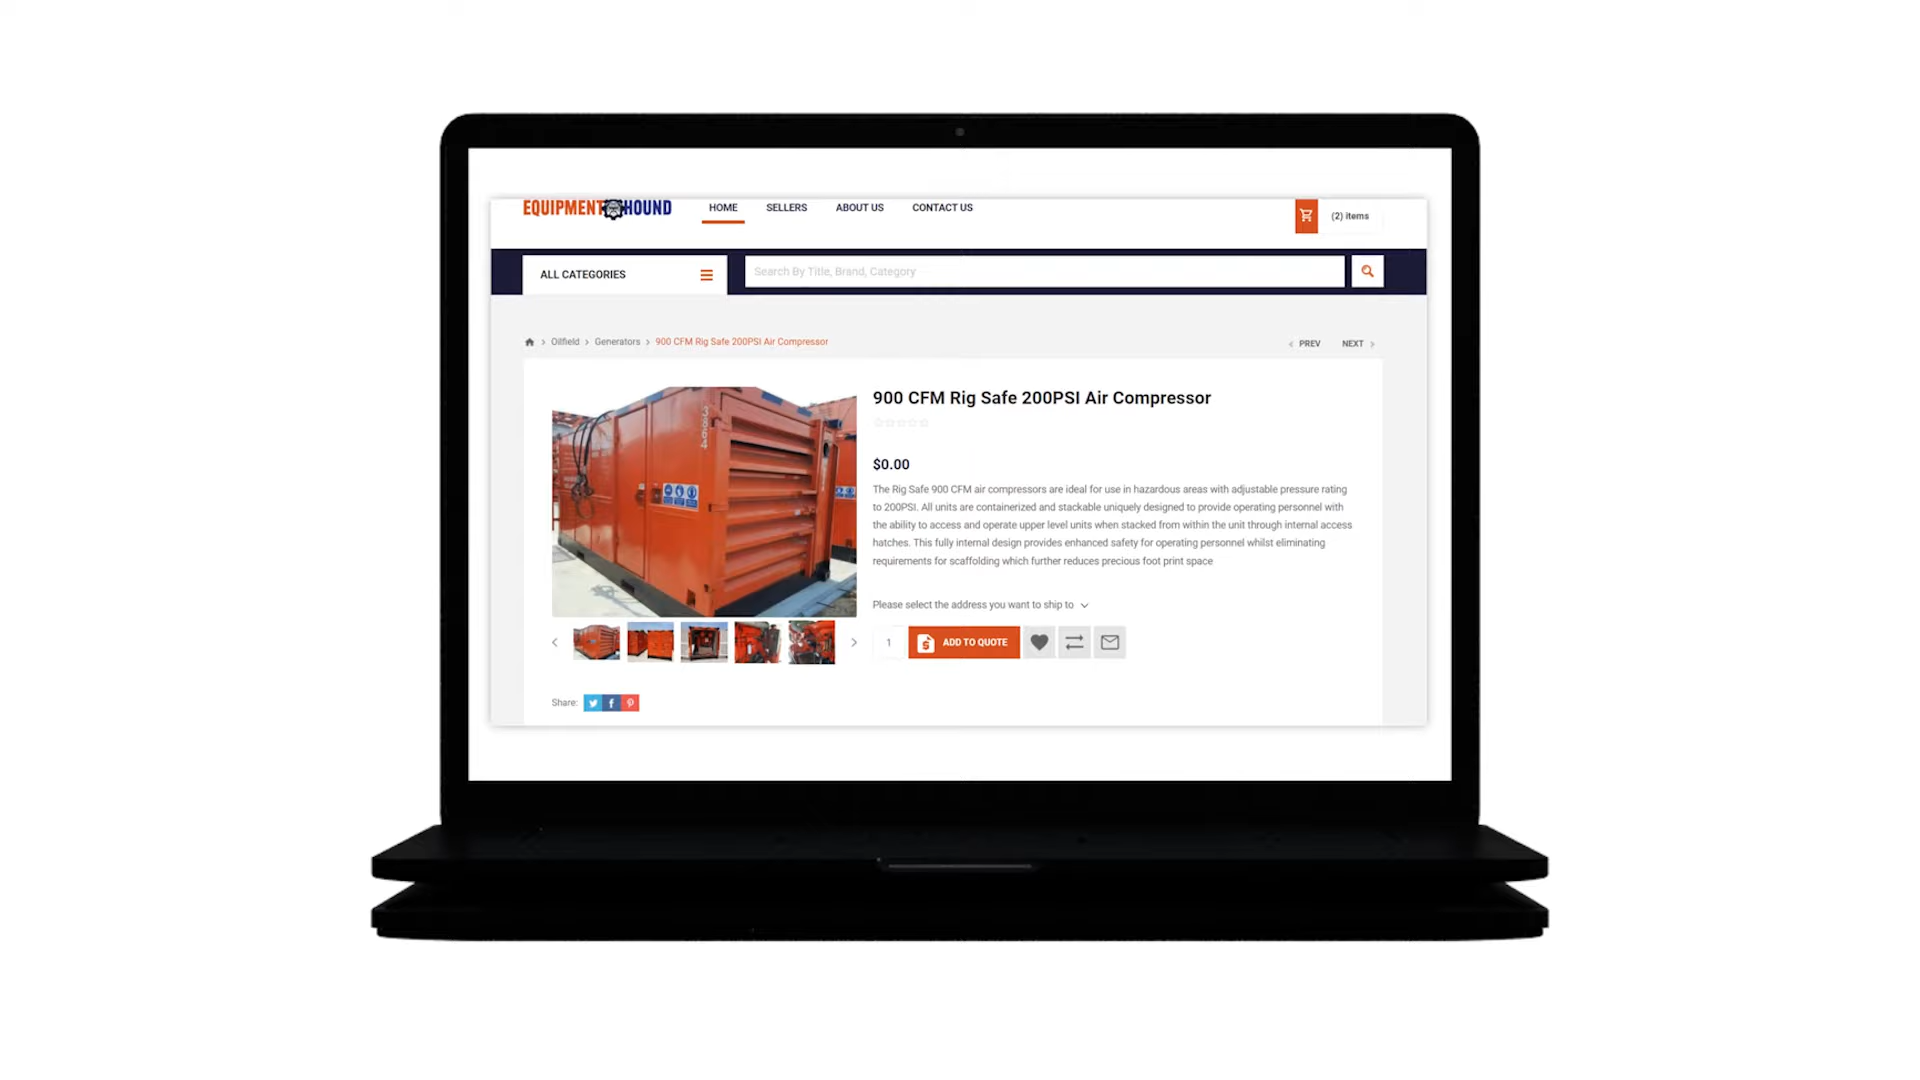 EQUIPMENT HOUND
HOME
SELLERS
ABOUT US
CONTACT US
(2) items
ALL CATEGORIES
Search By Title, Brand, Category
Oilfield > Generators > 900 CFM Rig Safe 200PSI Air Compressor
PREV
NEXT
900 CFM Rig Safe 200PSI Air Compressor
$0.00
The Rig Safe 900 CFM air compressors are ideal for use in hazardous areas with adjustable pressure rating
to 200PSI. All units are containerized and stackable uniquely designed to provide operating personnel with
the ability to access and operate upper level units when stacked from within the unit through internal access
hatches. This fully internal design provides enhanced safety for operating personnel whilst eliminating
requirements for scaffolding which further reduces precious foot print space
Please select the address you want to ship to
1
ADD TO QUOTE
Share: